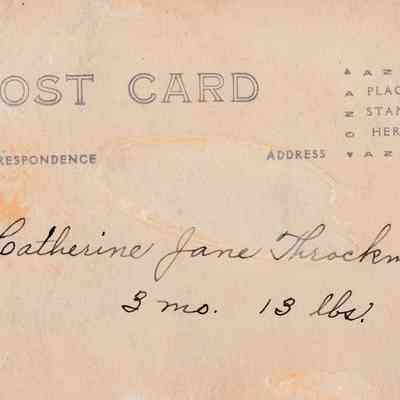 OST CARD
RESPONDENCE
ADDRESS
A A Z
A PLAC
Z STAN
O HER
A Z
Catherine Jane Throckm
3 mo. 13 lbs.